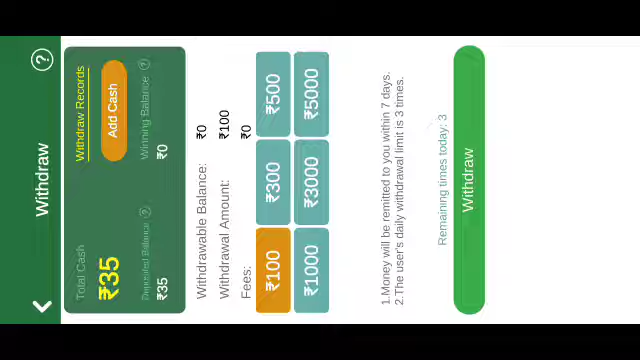 Withdraw
Total Cash
Withdraw Records
₹35
Add Cash
Deposited Balance ?
Winning Balance ?
₹35
₹0
Withdrawable Balance: ₹0
Withdrawal Amount: ₹100
Fees: ₹0
₹100 ₹300 ₹500
₹1000 ₹3000 ₹5000
1.Money will be remitted to you within 7 days.
2.The user's daily withdrawal limit is 3 times.
Remaining times today: 3
Withdraw